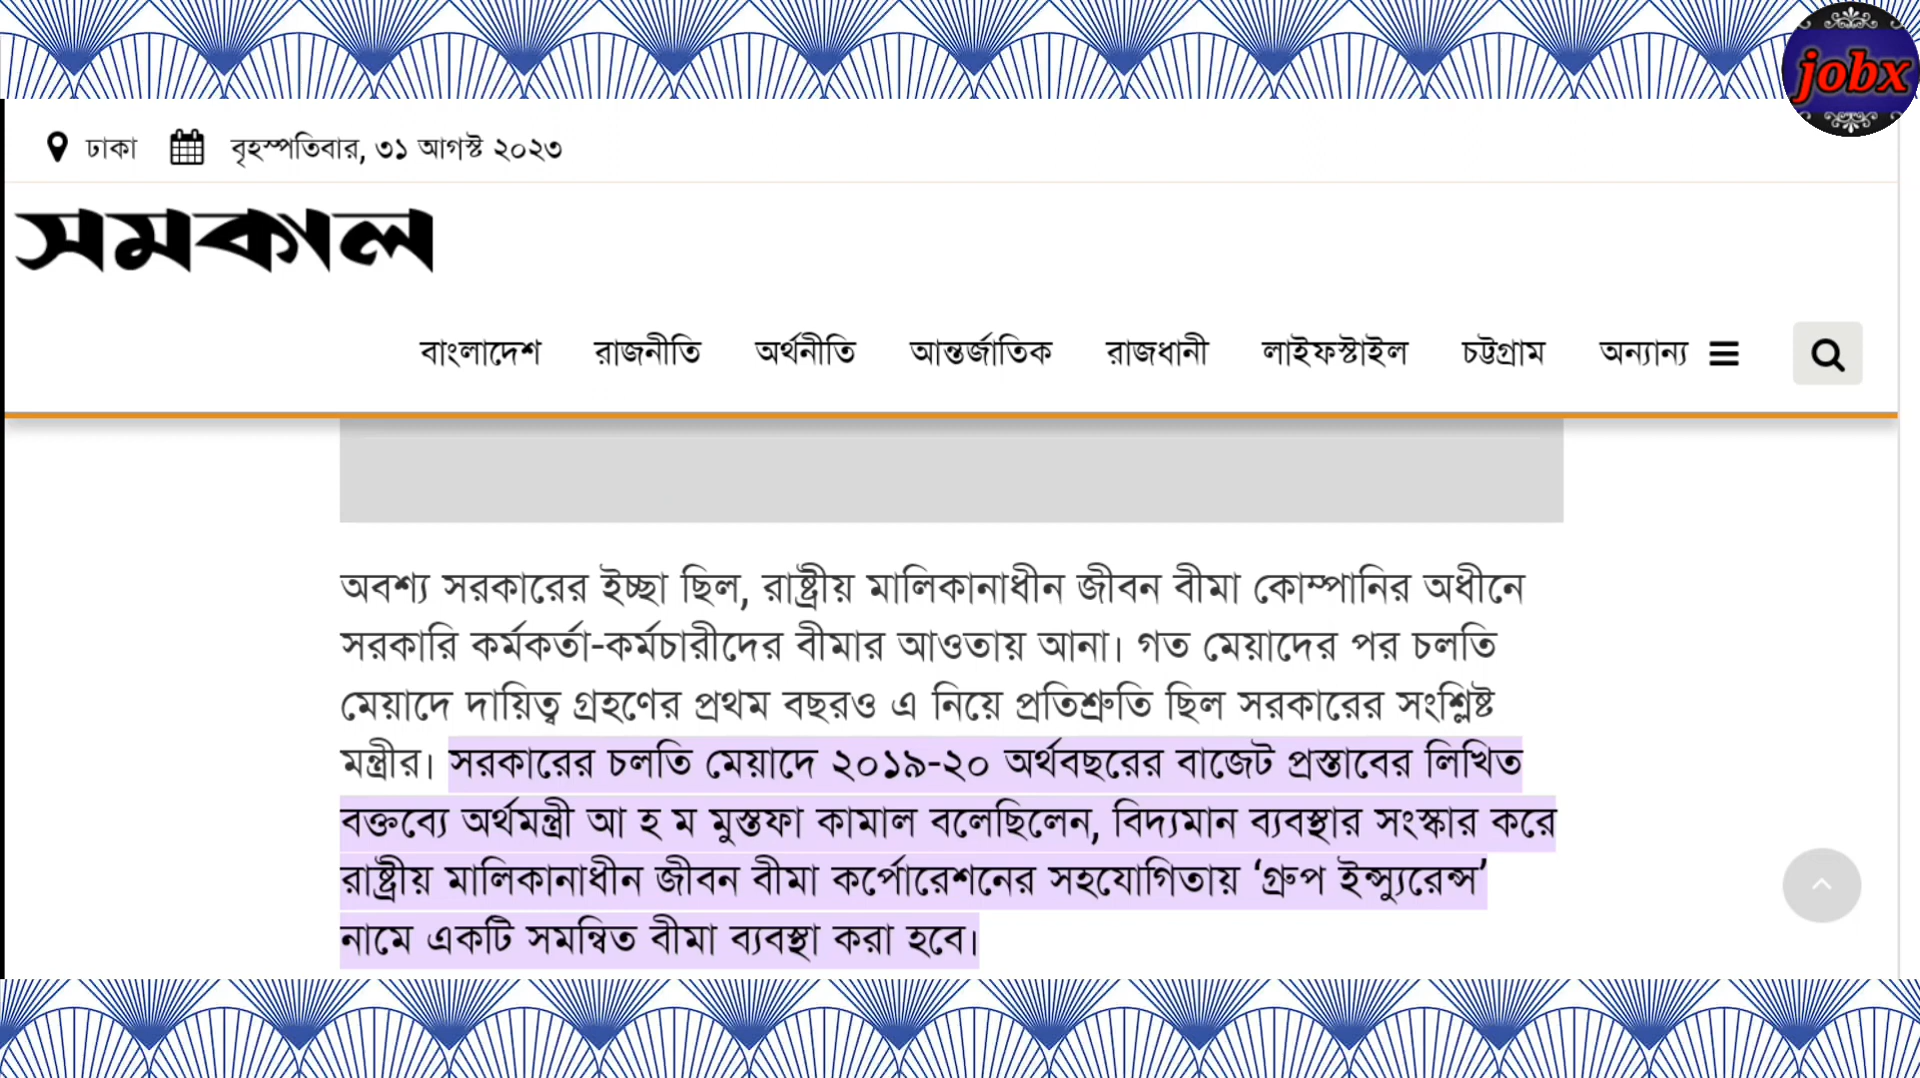 jobx
ঢাকা বৃহস্পতিবার, ৩১ আগস্ট ২০২৩
সমকাল
বাংলাদেশ রাজনীতি অর্থনীতি আন্তর্জাতিক রাজধানী লাইফস্টাইল চট্টগ্রাম অন্যান্য
অবশ্য সরকারের ইচ্ছা ছিল, রাষ্ট্রীয় মালিকানাধীন জীবন বীমা কোম্পানির অধীনে
সরকারি কর্মকর্তা-কর্মচারীদের বীমার আওতায় আনা। গত মেয়াদের পর চলতি
মেয়াদে দায়িত্ব গ্রহণের প্রথম বছরও এ নিয়ে প্রতিশ্রুতি ছিল সরকারের সংশ্লিষ্ট
মন্ত্রীর। সরকারের চলতি মেয়াদে ২০১৯-২০ অর্থবছরের বাজেট প্রস্তাবের লিখিত
বক্তব্যে অর্থমন্ত্রী আ হ ম মুস্তফা কামাল বলেছিলেন, বিদ্যমান ব্যবস্থার সংস্কার করে
রাষ্ট্রীয় মালিকানাধীন জীবন বীমা কর্পোরেশনের সহযোগিতায় ‘গ্রুপ ইন্স্যুরেন্স’
নামে একটি সমন্বিত বীমা ব্যবস্থা করা হবে।